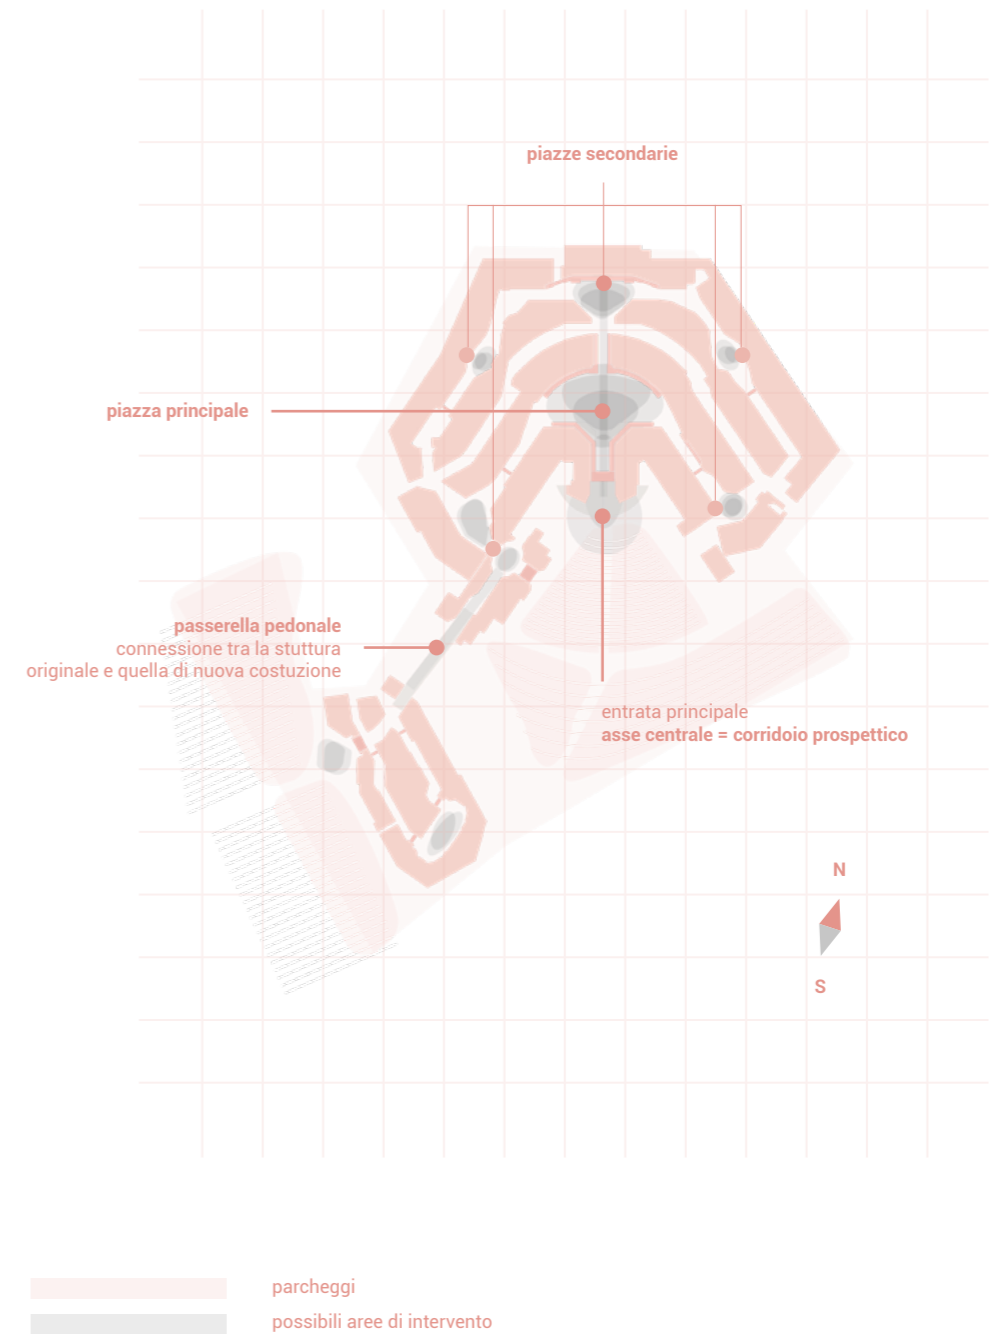 piazze secondarie
piazza principale
passerella pedonale
connessione tra la stuttura
originale e quella di nuova costuzione
entrata principale
asse centrale = corridoio prospettico
N
S
parcheggi
possibili aree di intervento